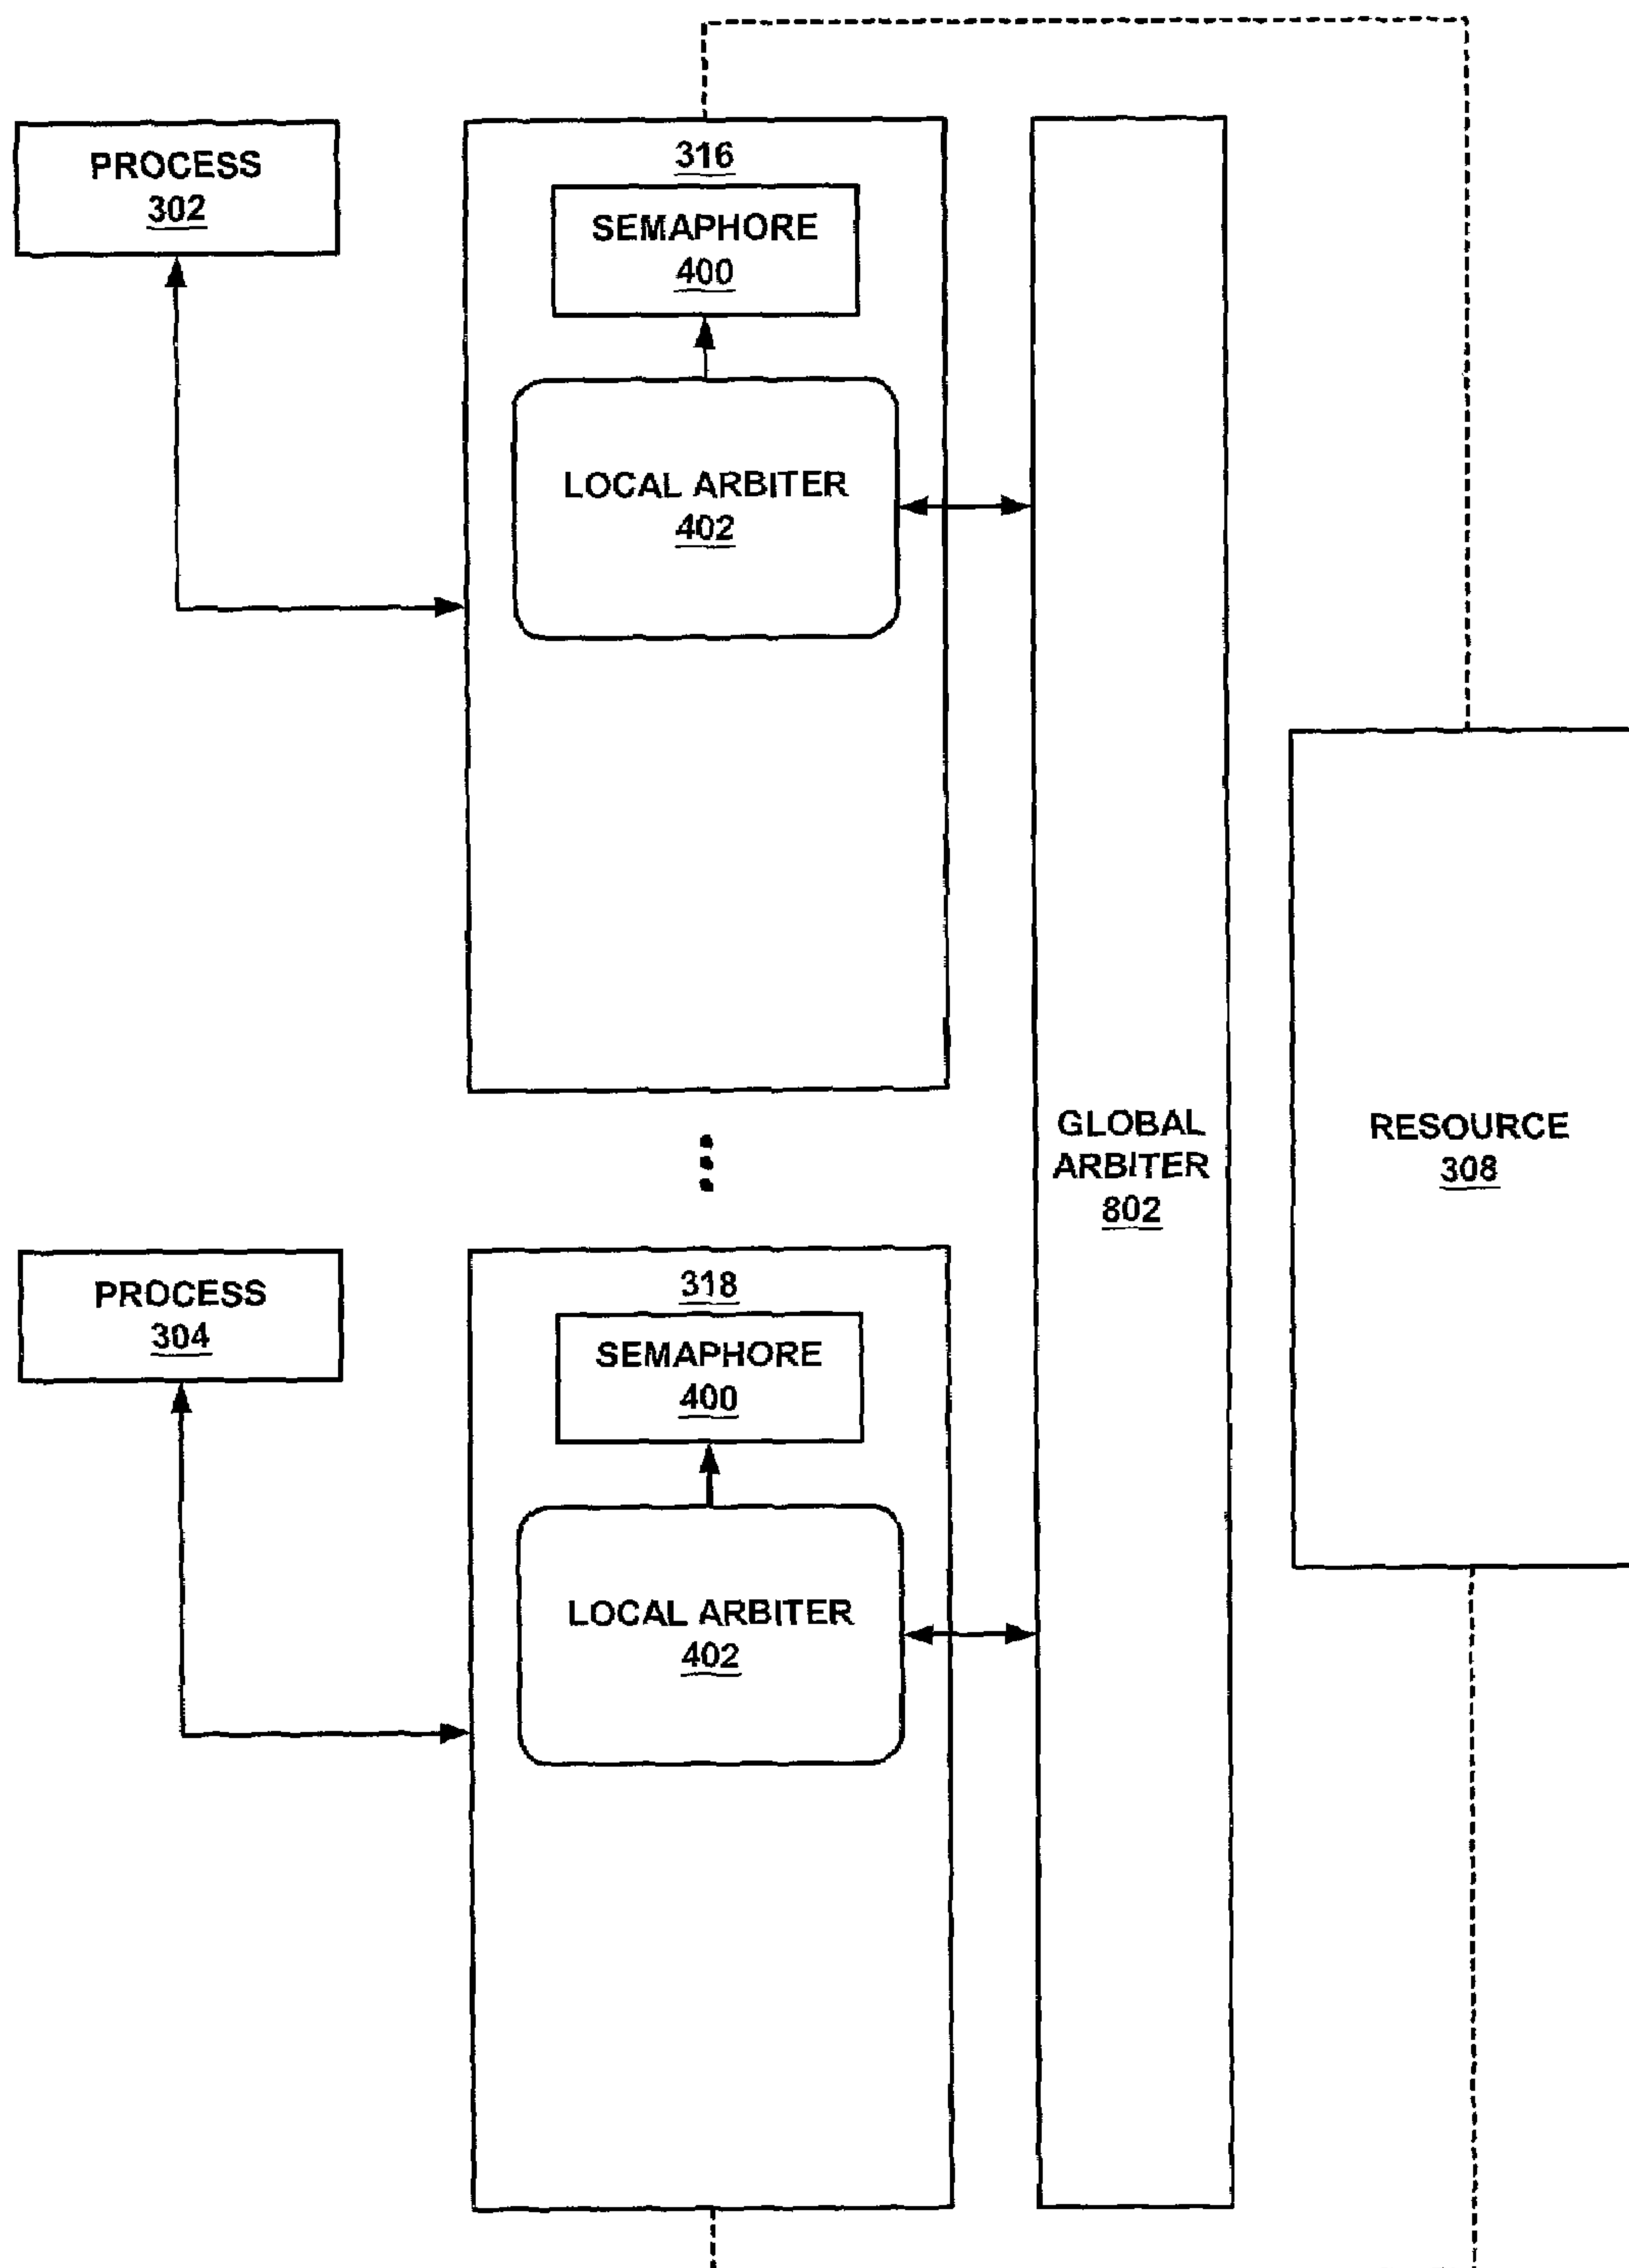 PROCESS
302
316
SEMAPHORE
400
LOCAL ARBITER
402
GLOBAL
ARBITER
802
RESOURCE
308
PROCESS
304
318
SEMAPHORE
400
LOCAL ARBITER
402